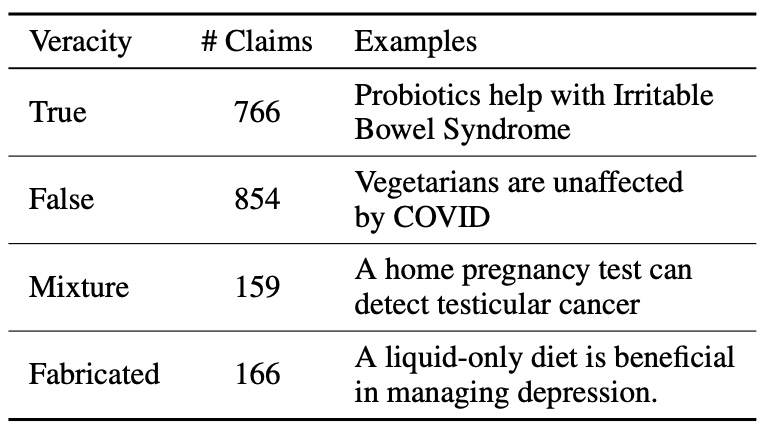 Veracity # Claims Examples
True 766 Probiotics help with Irritable
Bowel Syndrome
False 854 Vegetarians are unaffected
by COVID
Mixture 159 A home pregnancy test can
detect testicular cancer
Fabricated 166 A liquid-only diet is beneficial
in managing depression.